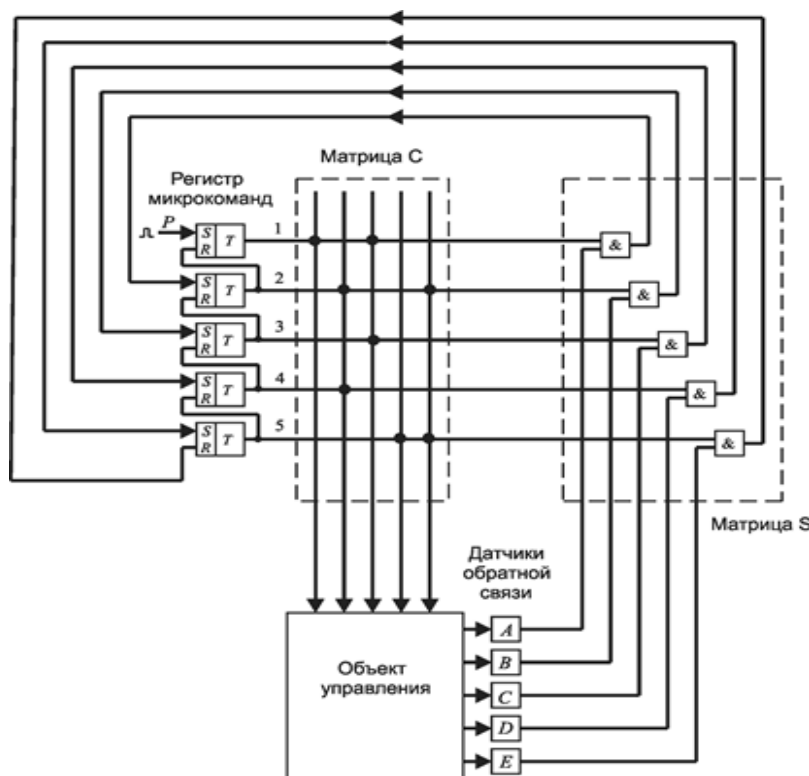 Матрица С
Регистр
микрокоманд
P
S
R
T
1
&
S
R
T
2
&
S
R
T
3
&
S
R
T
4
&
S
R
T
5
&
Матрица S
Датчики
обратной
связи
A
B
C
D
E
Объект
управления